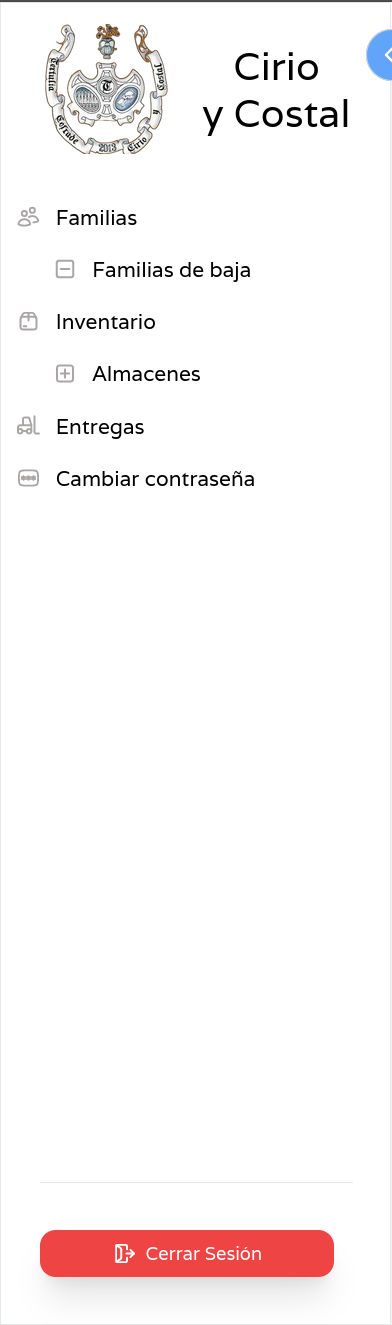 Tertulia
Cofrade
2013
Cirio
y
Costal
T
Cirio
y Costal
Familias
Familias de baja
Inventario
Almacenes
Entregas
Cambiar contraseña
Cerrar Sesión